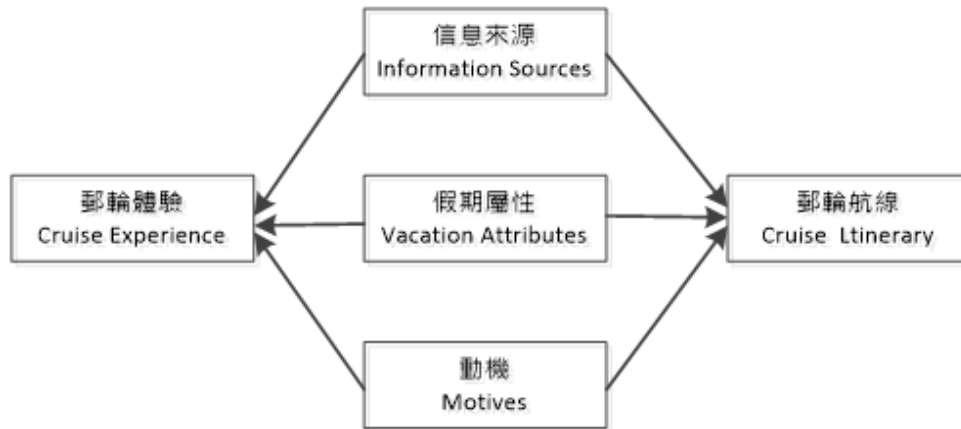 信息來源
Information Sources
郵輪體驗
Cruise Experience
假期屬性
Vacation Attributes
郵輪航線
Cruise Ltinerary
動機
Motives